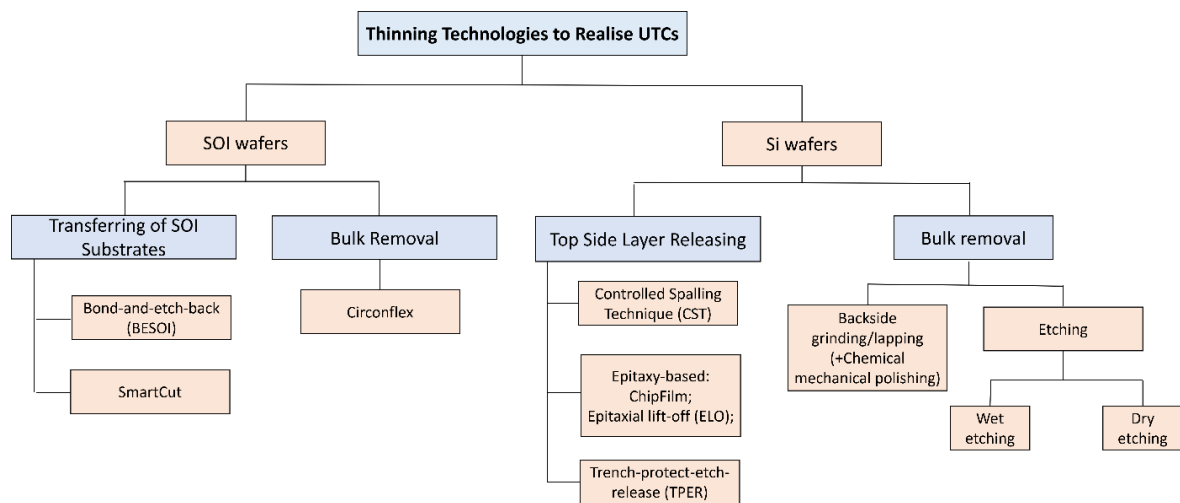 Thinning Technologies to Realise UTCs
SOI wafers
Si wafers
Transferring of SOI
Substrates
Bulk Removal
Top Side Layer Releasing
Bulk removal
Bond-and-etch-back
(BESOI)
SmartCut
Circonflex
Controlled Spalling
Technique (CST)
Epitaxy-based:
ChipFilm;
Epitaxial lift-off (ELO);
Trench-protect-etch-
release (TPER)
Backside
grinding/lapping
(+Chemical
mechanical polishing)
Etching
Wet
etching
Dry
etching